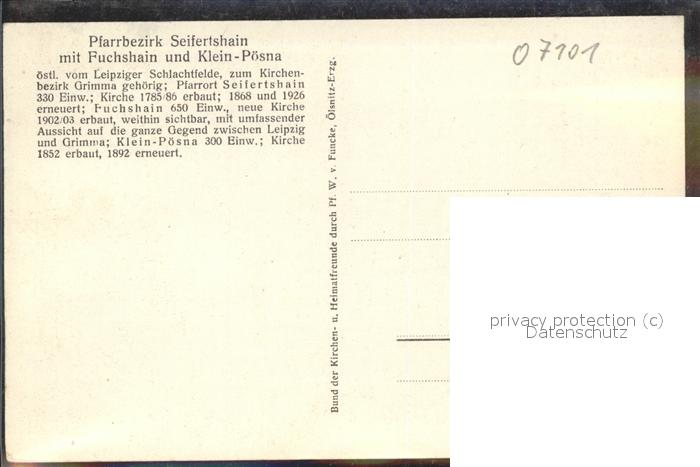 Pfarrbezirk Seifertshain
mit Fuchshain und Klein-Pösna
östl. vom Leipziger Schlachtfelde, zum Kirchen-
bezirk Grimma gehörig; Pfarrort Seifertshain
330 Einw.; Kirche 1785/86 erbaut; 1868 und 1926
erneuert; Fuchshain 650 Einw., neue Kirche
1902/03 erbaut, weithin sichtbar, mit umfassender
Aussicht auf die ganze Gegend zwischen Leipzig
und Grimma; Klein-Pösna 300 Einw.; Kirche
1852 erbaut, 1892 erneuert.
Bund der Kirchen- u. Heimatfreunde durch Pf. W. v. Funcke, Ölsnitz-Erzg.
07101
privacy protection (c)
Datenschutz